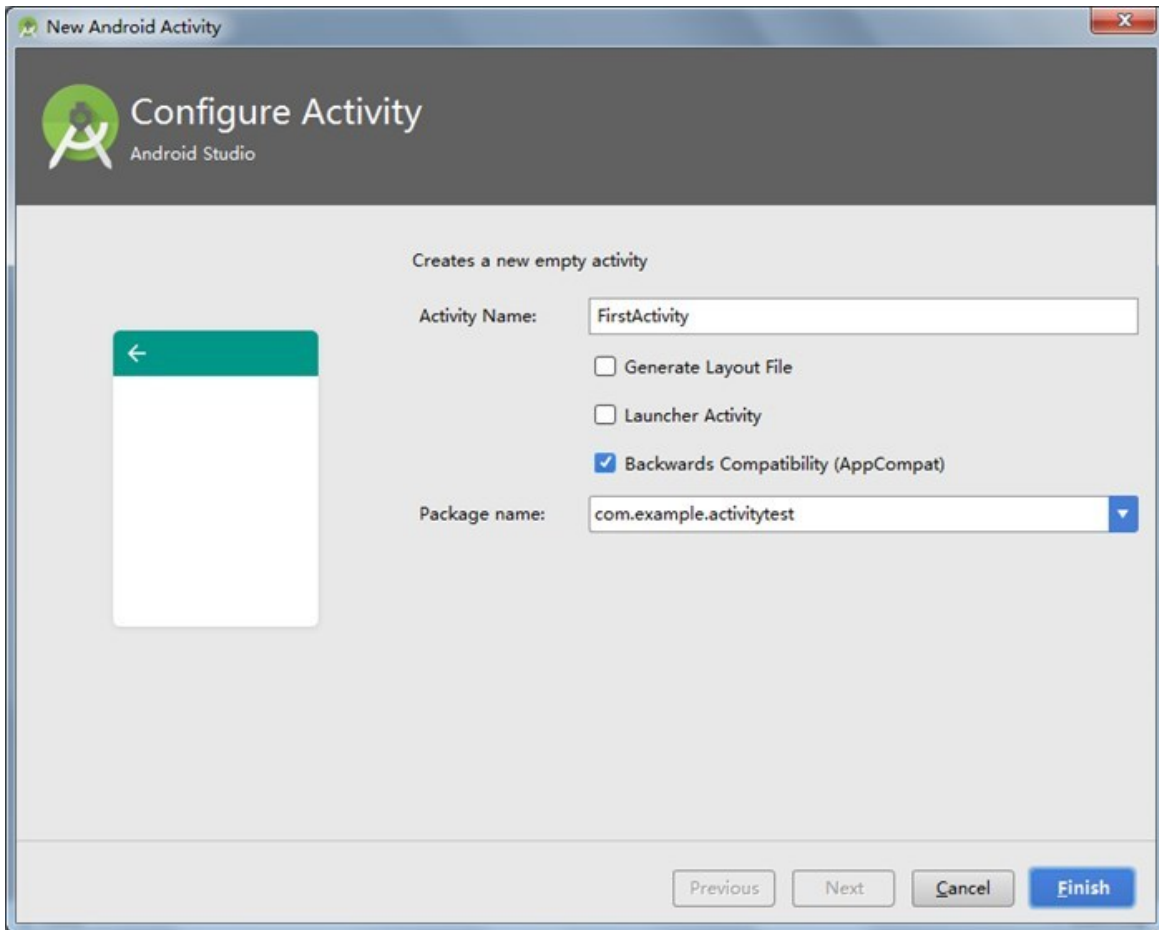 New Android Activity
Configure Activity
Android Studio
Creates a new empty activity
Activity Name: FirstActivity
Generate Layout File
Launcher Activity
Backwards Compatibility (AppCompat)
Package name: com.example.activitytest
Previous Next Cancel Finish